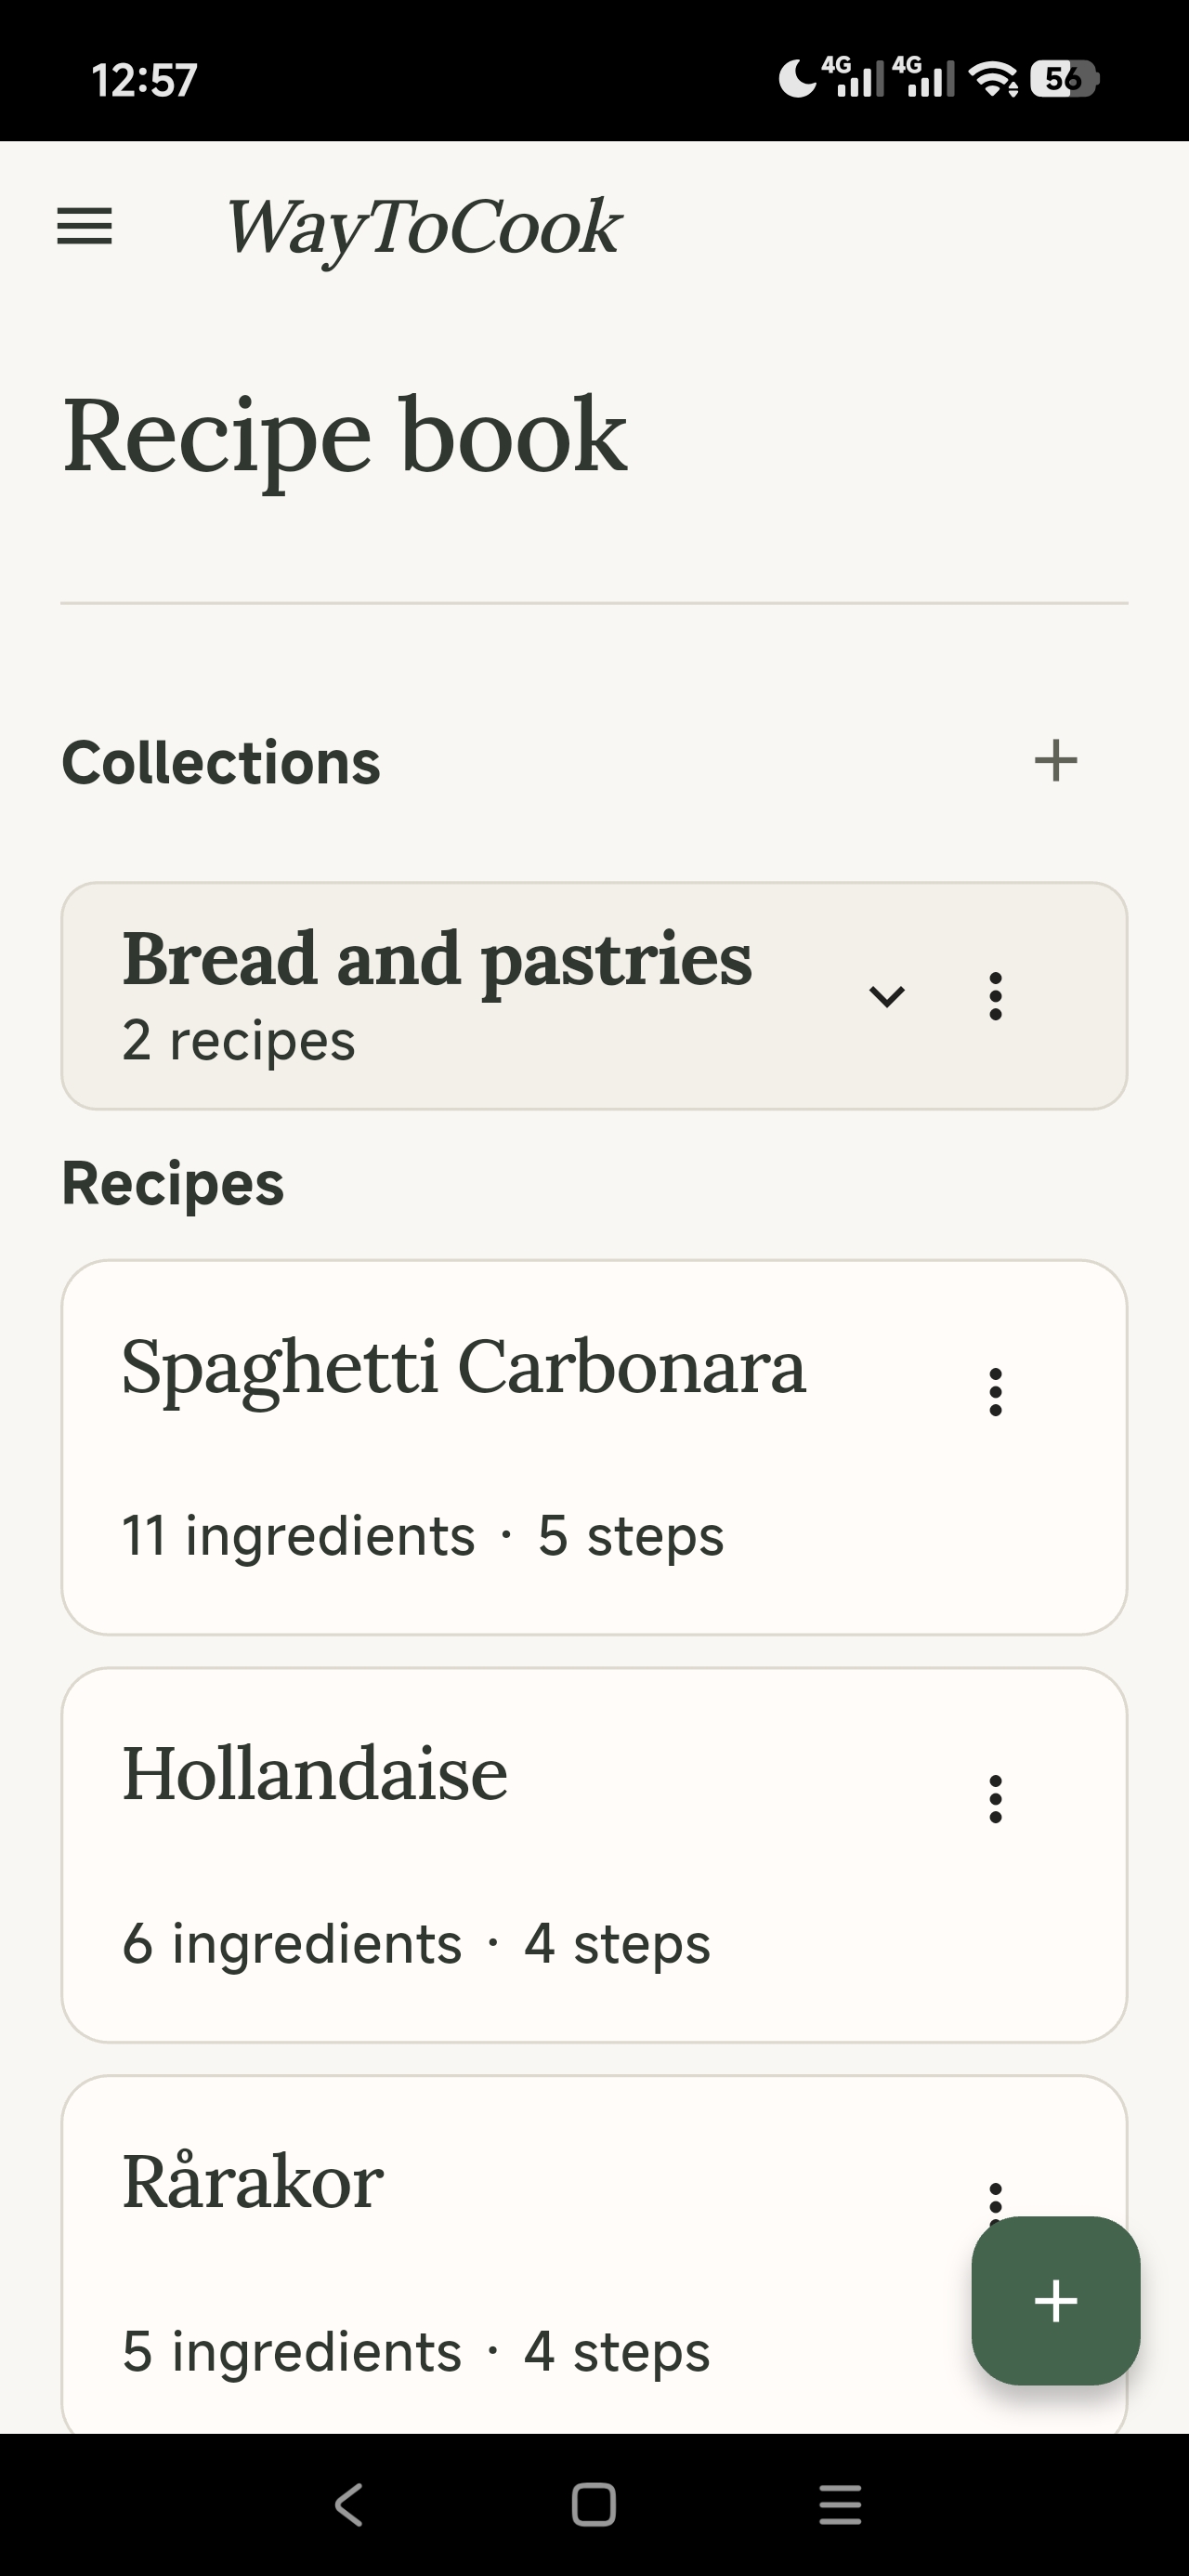 12:57
4G 4G 56
WayToCook
Recipe book
Collections
Bread and pastries
2 recipes
Recipes
Spaghetti Carbonara
11 ingredients · 5 steps
Hollandaise
6 ingredients · 4 steps
Rårakor
5 ingredients · 4 steps